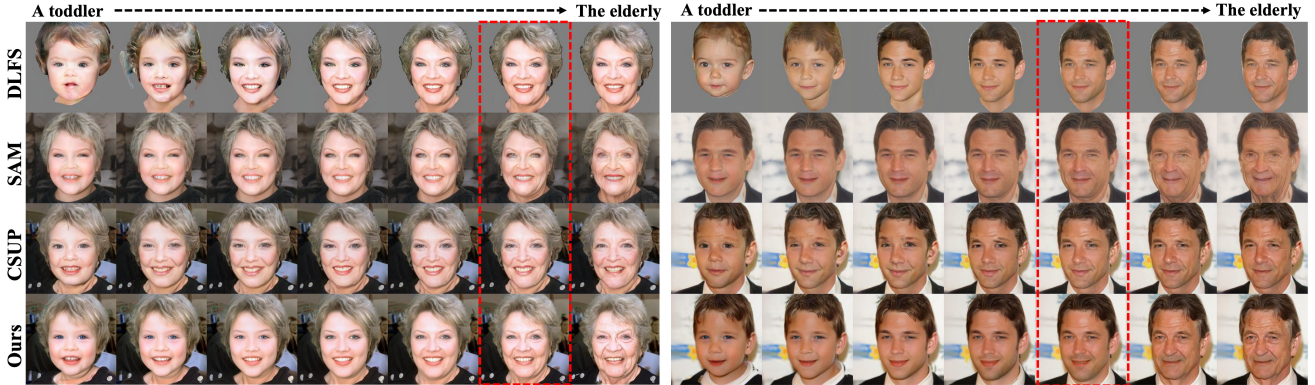 A toddler
The elderly
A toddler
The elderly
DLFS
SAM
CSUP
Ours